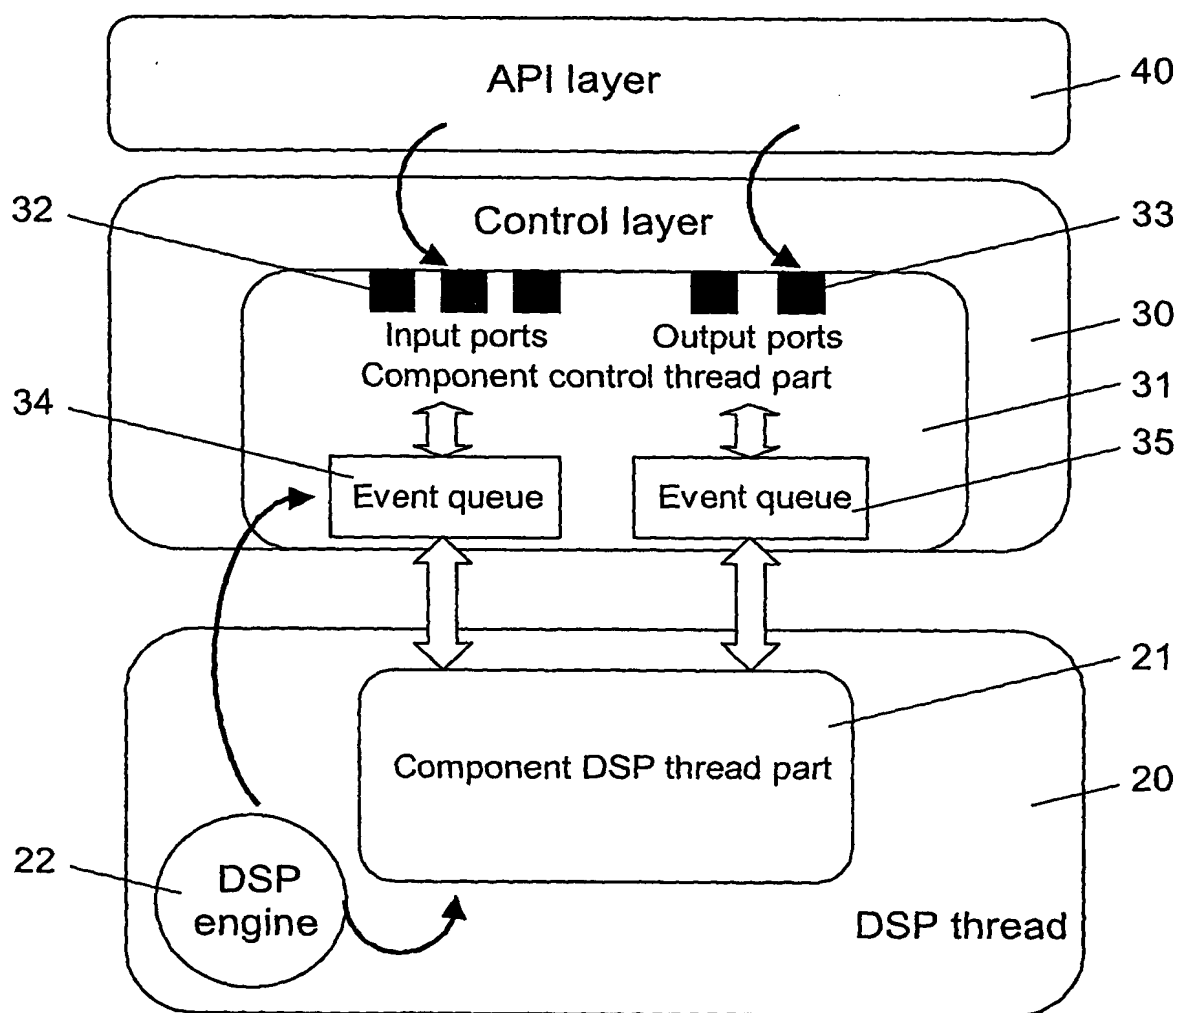 API layer
40
32
Control layer
33
Input ports
Output ports
30
Component control thread part
31
34
35
Event queue
Event queue
21
Component DSP thread part
20
22
DSP
engine
DSP thread